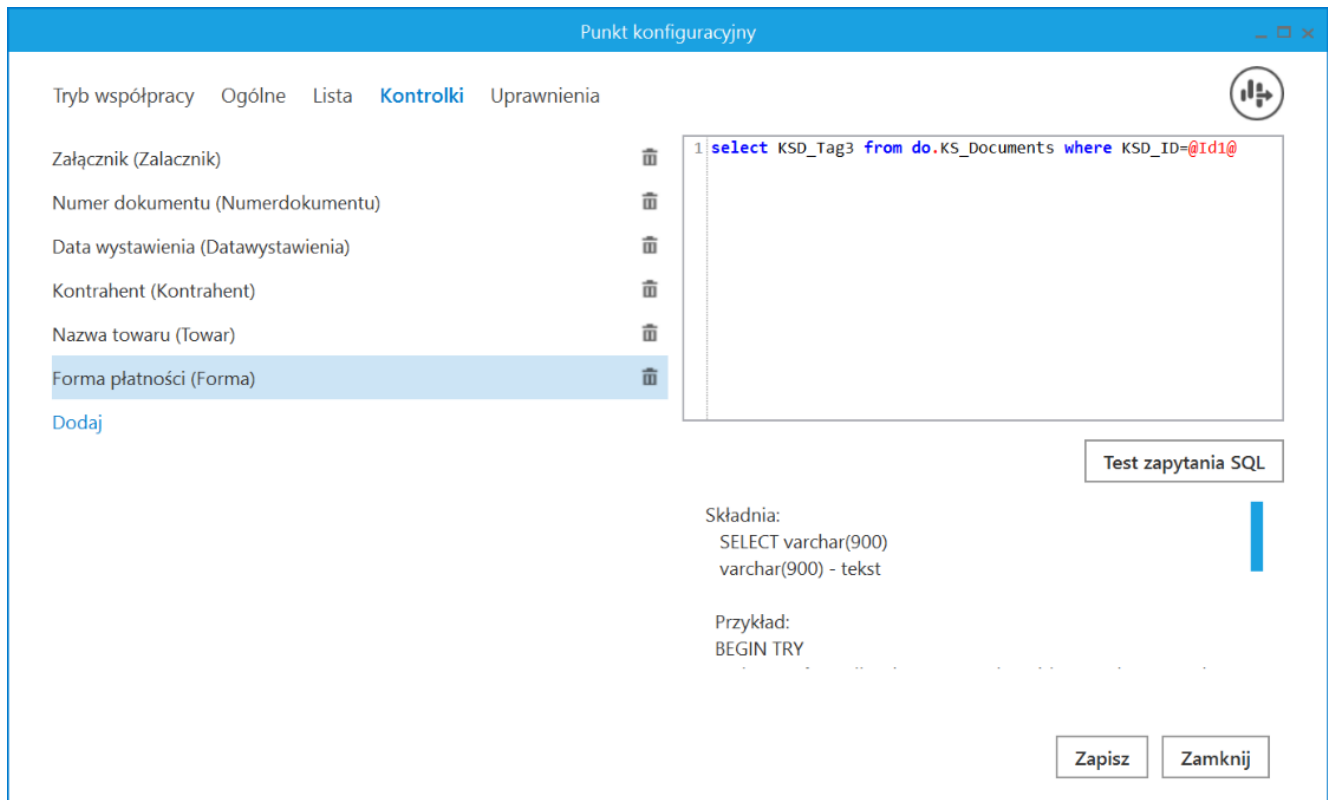 Punkt konfiguracyjny
Tryb współpracy Ogólne Lista Kontrolki Uprawnienia
Załącznik (Zalacznik)
Numer dokumentu (Numerdokumentu)
Data wystawienia (Datawystawienia)
Kontrahent (Kontrahent)
Nazwa towaru (Towar)
Forma płatności (Forma)
Dodaj
1 select KSD_Tag3 from do.KS_Documents where KSD_ID=@Id1@
Test zapytania SQL
Składnia:
SELECT varchar(900)
varchar(900) - tekst
Przykład:
BEGIN TRY
Zapisz Zamknij